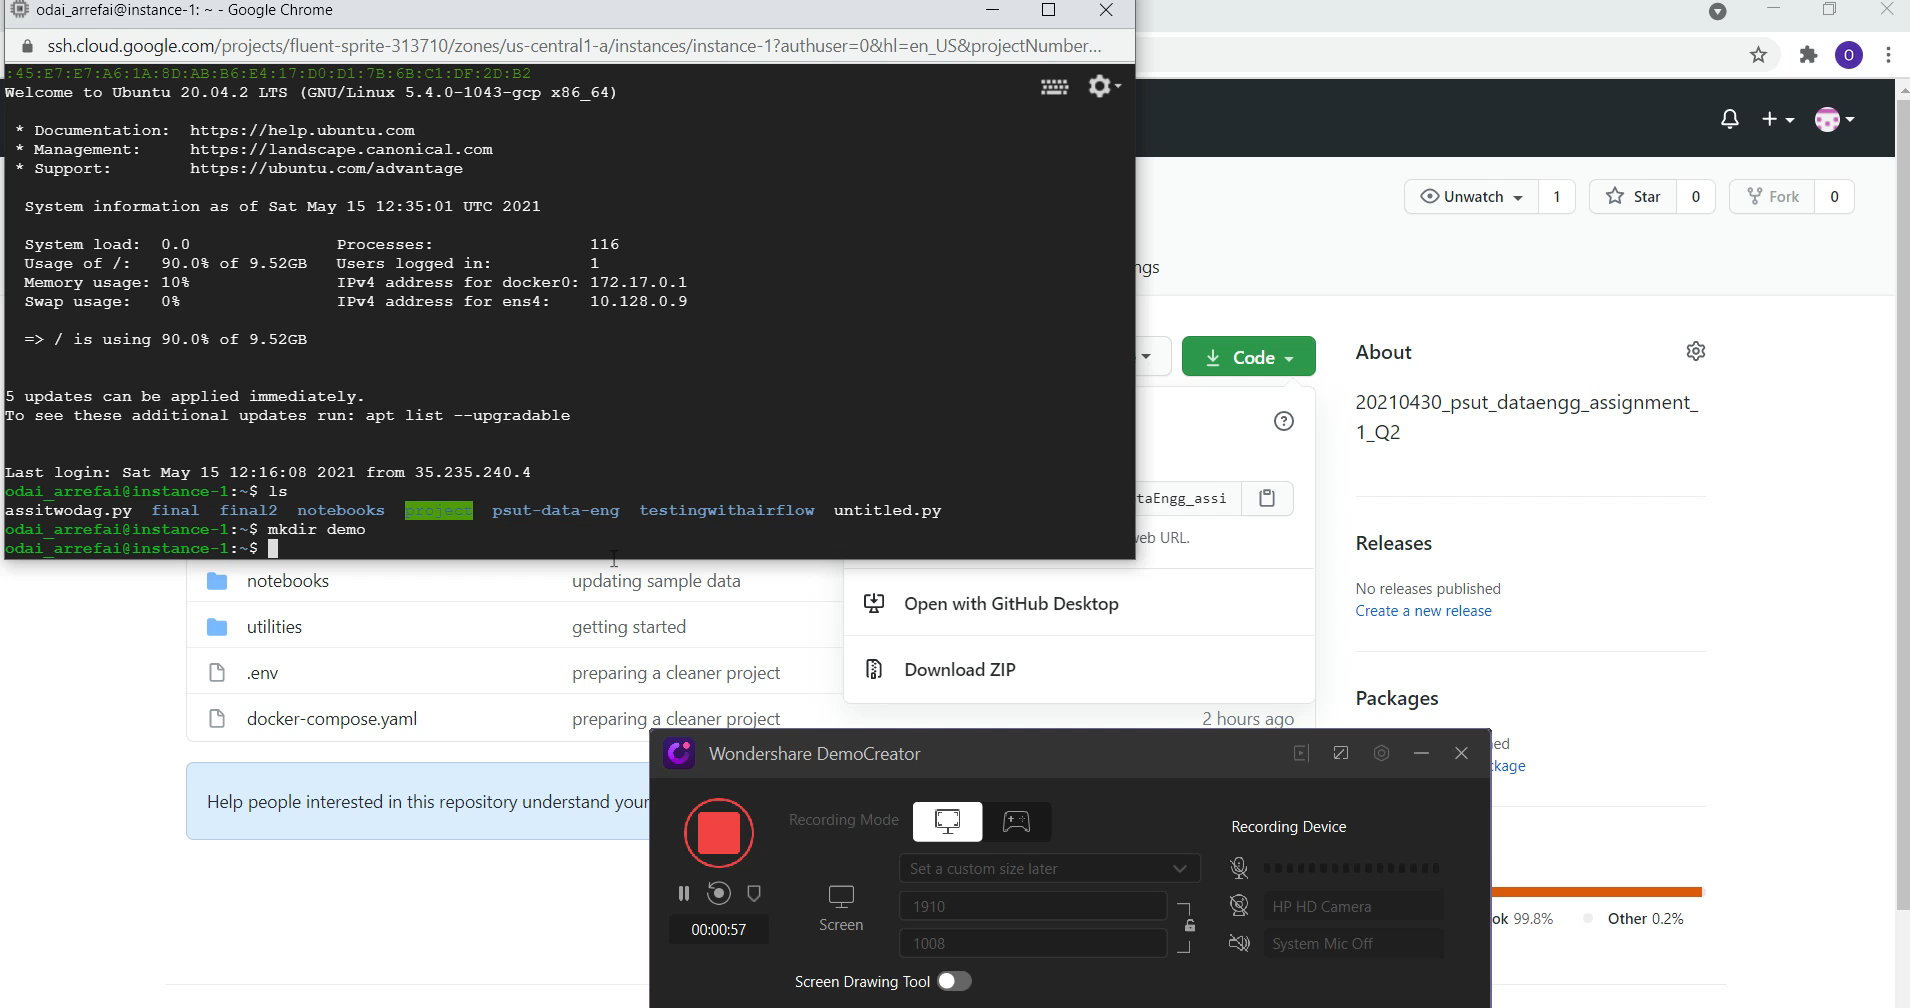 odai_arrefai@instance-1: ~ - Google Chrome
ssh.cloud.google.com/projects/fluent-sprite-313710/zones/us-central1-a/instances/instance-1?authuser=0&hl=en_US&projectNumber...
:45:E7:E7:A6:1A:8D:AB:B6:E4:17:D0:D1:7B:6B:C1:DF:2D:B2
Welcome to Ubuntu 20.04.2 LTS (GNU/Linux 5.4.0-1043-gcp x86_64)
* Documentation: https://help.ubuntu.com
* Management: https://landscape.canonical.com
* Support: https://ubuntu.com/advantage
System information as of Sat May 15 12:35:01 UTC 2021
System load: 0.0 Processes: 116
Usage of /: 90.0% of 9.52GB Users logged in: 1
Memory usage: 10% IPv4 address for docker0: 172.17.0.1
Swap usage: 0% IPv4 address for ens4: 10.128.0.9
=> / is using 90.0% of 9.52GB
5 updates can be applied immediately.
To see these additional updates run: apt list --upgradable
Last login: Sat May 15 12:16:08 2021 from 35.235.240.4
odai_arrefai@instance-1:~$ ls
assitwodag.py final final2 notebooks project psut-data-eng testingwithairflow untitled.py
odai_arrefai@instance-1:~$ mkdir demo
odai_arrefai@instance-1:~$
O
Unwatch 1 Star 0 Fork 0
ngs
Code
About
20210430_psut_dataengg_assignment_
1_Q2
taEngg_assi
web URL.
Releases
No releases published
Create a new release
notebooks updating sample data
Open with GitHub Desktop
utilities getting started
.env preparing a cleaner project
Download ZIP
Packages
docker-compose.yaml preparing a cleaner project 2 hours ago
ed
kage
Help people interested in this repository understand your
Wondershare DemoCreator
Recording Mode
Recording Device
Set a custom size later
1910
HP HD Camera
Screen
00:00:57
1008
System Mic Off
Screen Drawing Tool
ok 99.8% Other 0.2%